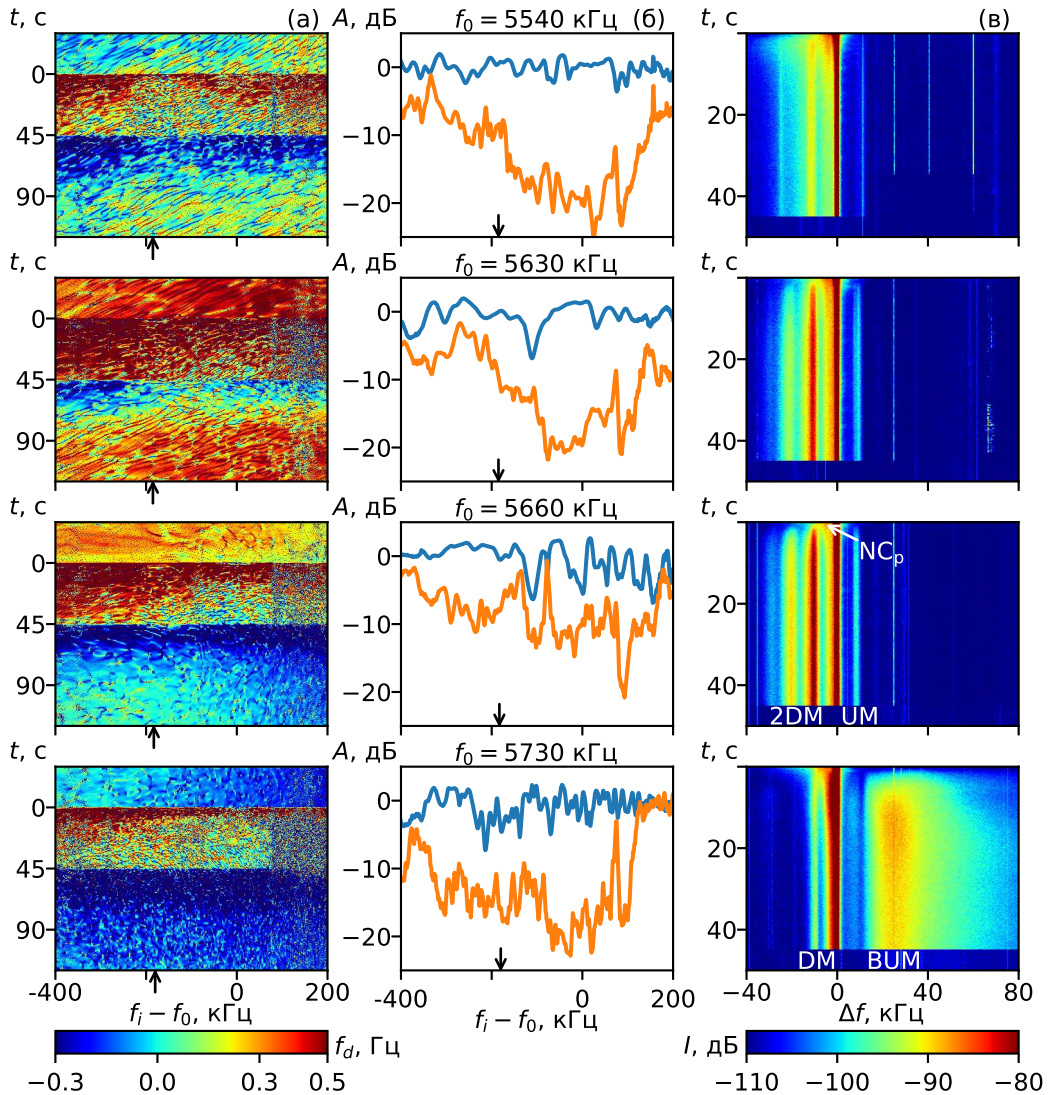 t, с (а) A, дБ f₀ = 5540 кГц (б) t, с (в)
0 45 90
0 −10 −20
20 40
A, дБ f₀ = 5630 кГц t, с
t, с
0 45 90
0 −10 −20
20 40
t, с A, дБ f₀ = 5660 кГц t, с
0 45 90
0 −10 −20
NCₚ
20 40
2DM UM
t, с A, дБ f₀ = 5730 кГц t, с
0 45 90
0 −10 −20
20 40
DM BUM
-400 0 200 -400 0 200 −40 0 40 80
fᵢ − f₀, кГц fᵢ − f₀, кГц Δf, кГц
f_d, Гц I, дБ
−0.3 0.0 0.3 0.5 −110 −100 −90 −80